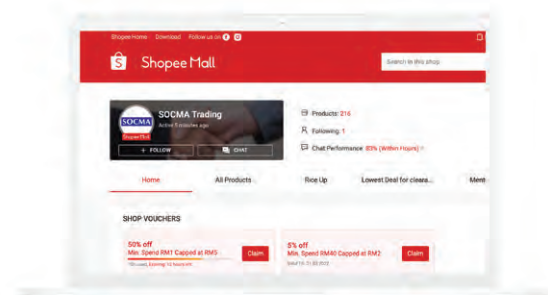 Shopee Home Download Follow us on
Shopee Mall
Search in this shop
SOCMA Trading
Active 5 minutes ago
SOCMA
Shopee Mall
+ FOLLOW
CHAT
Products: 216
Following: 1
Chat Performance: 83% (Within Hours)
Home
All Products
Rice Up
Lowest Deal for cleara...
Ment
SHOP VOUCHERS
50% off
Min. Spend RM1 Capped at RM5
Claim
5% off
Min. Spend RM40 Capped at RM2
Claim